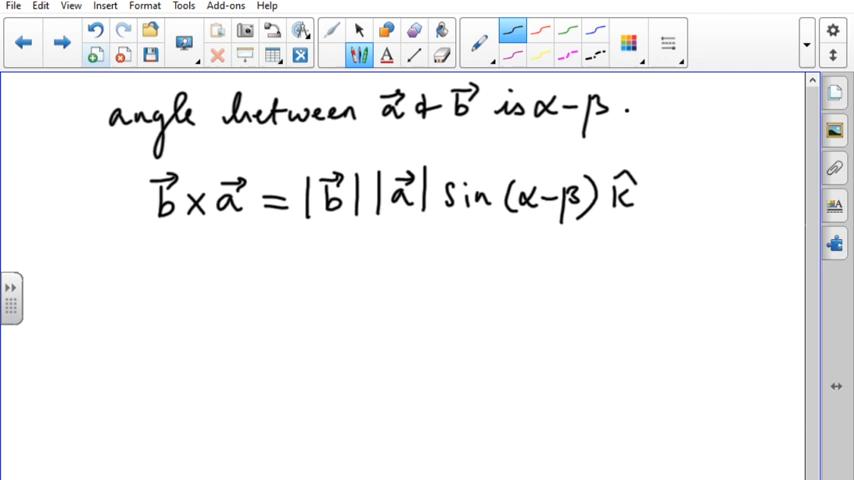 File Edit View Insert Format Tools Add-ons Help
angle between a⃗ & b⃗ is α-β.
b⃗ × a⃗ = |b⃗| |a⃗| sin (α-β) k̂